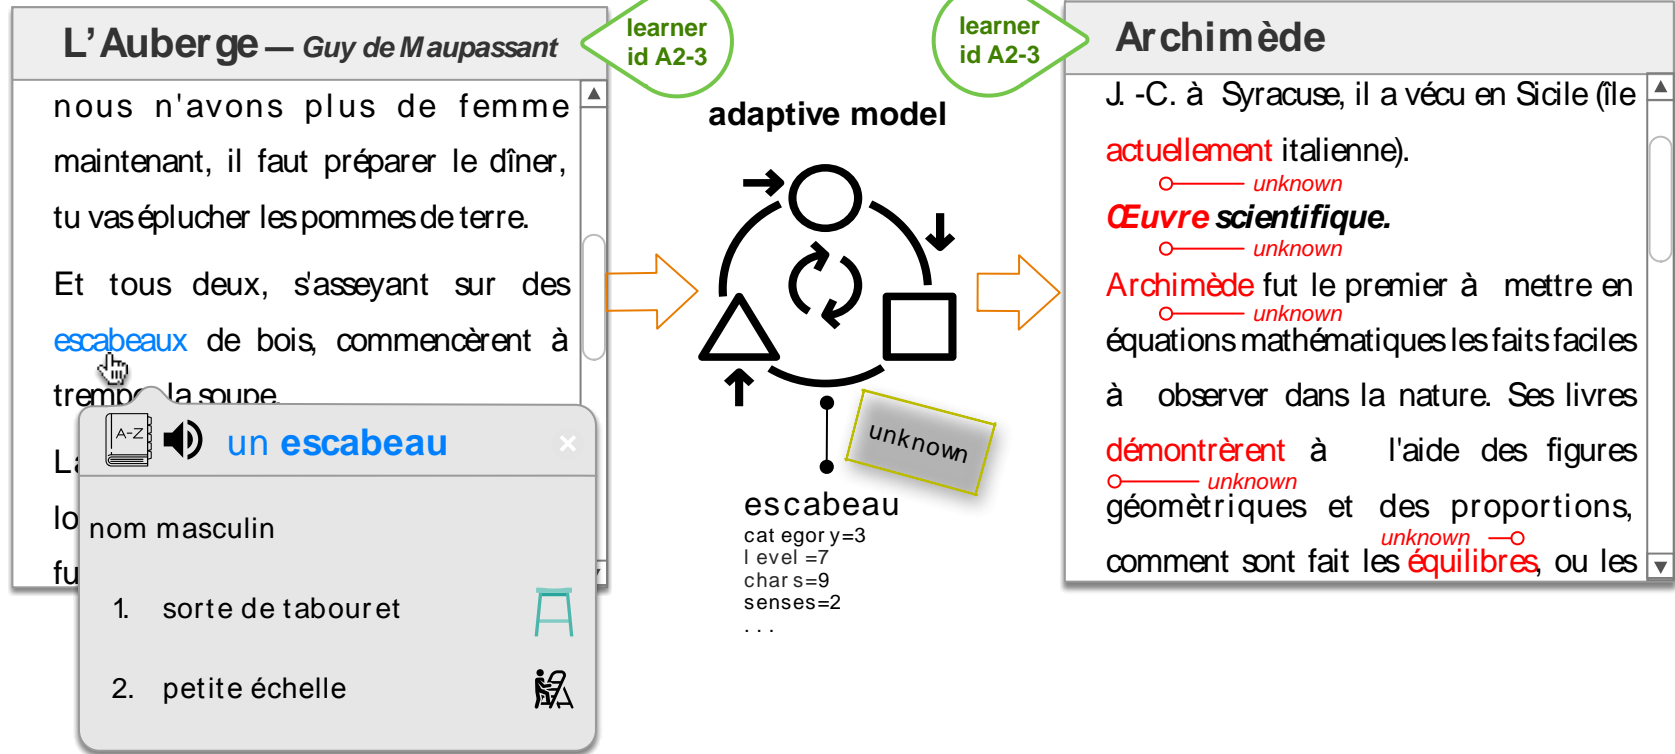 L'Auberge — Guy de Maupassant
nous n'avons plus de femme
maintenant, il faut préparer le dîner,
tu vas éplucher les pommes de terre.
Et tous deux, s'asseyant sur des
escabeaux de bois, commencèrent à
la soupe.
A-Z
un escabeau ×
nom masculin
1. sorte de tabouret
2. petite échelle
learner
id A2-3
adaptive model
unknown
escabeau
category=3
level=7
chars=9
senses=2
...
learner
id A2-3
Archimède
J. -C. à Syracuse, il a vécu en Sicile (île
actuellement italienne).
unknown
Œuvre scientifique.
unknown
Archimède fut le premier à mettre en
unknown
équations mathématiques les faits faciles
à observer dans la nature. Ses livres
démontrèrent à l'aide des figures
unknown
géomètriques et des proportions,
unknown
comment sont fait les équilibres, ou les